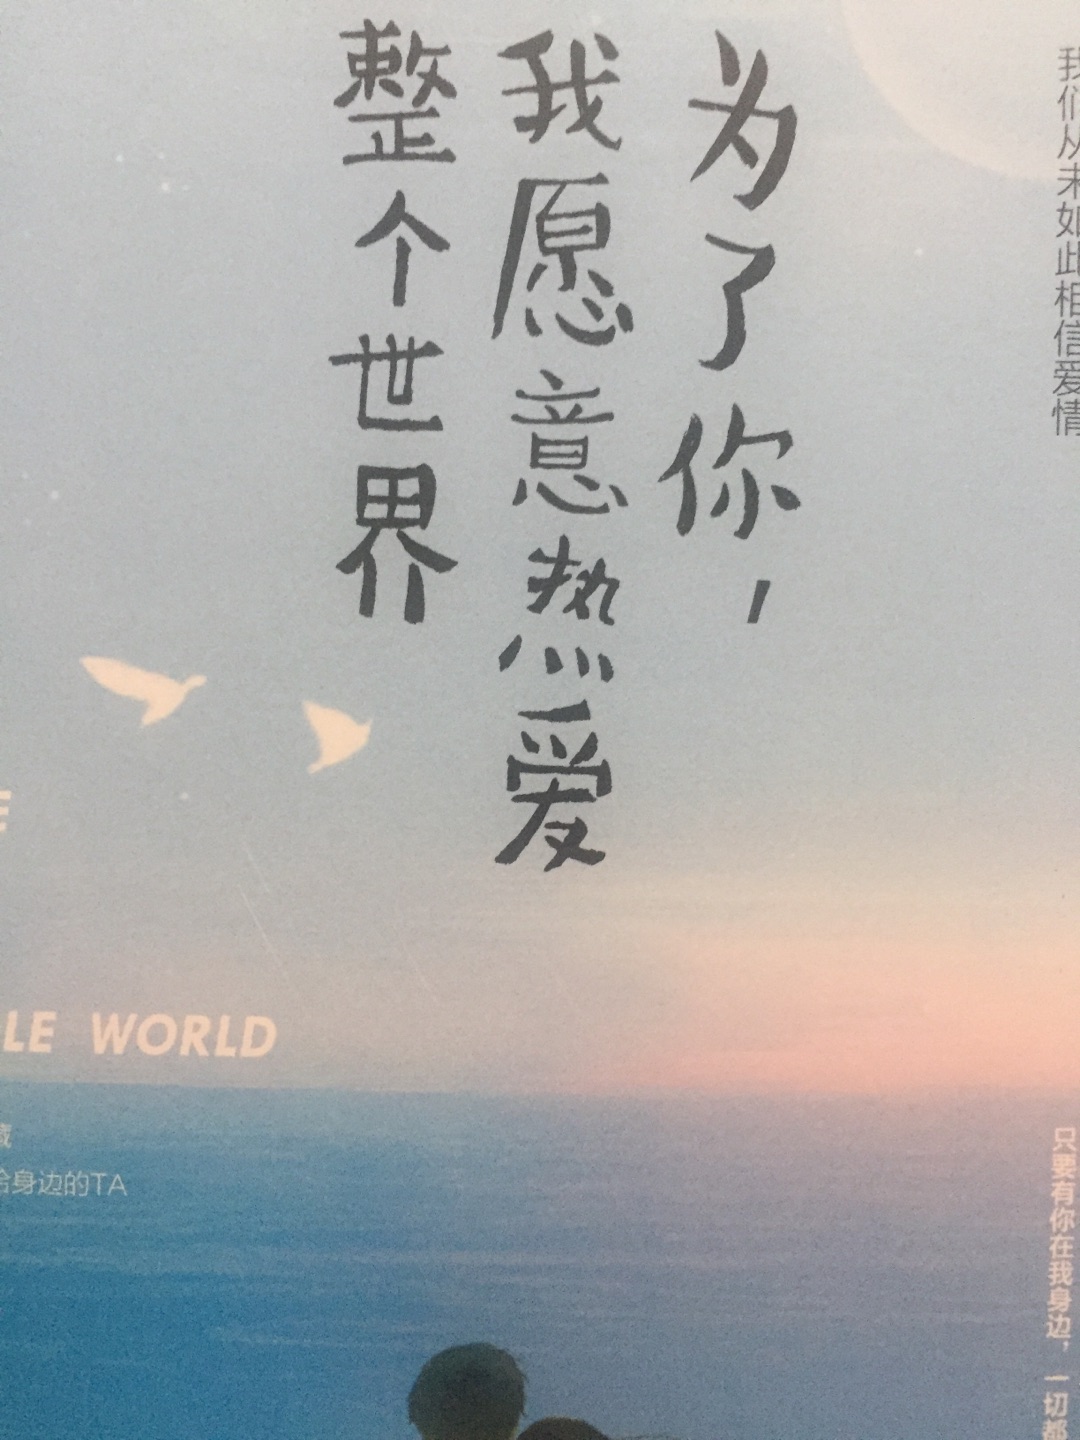 我们从未如此相信爱情
为了你，
我愿意热爱
整个世界
E
LE WORLD
藏
给身边的TA
只要有你在我身边，一切都